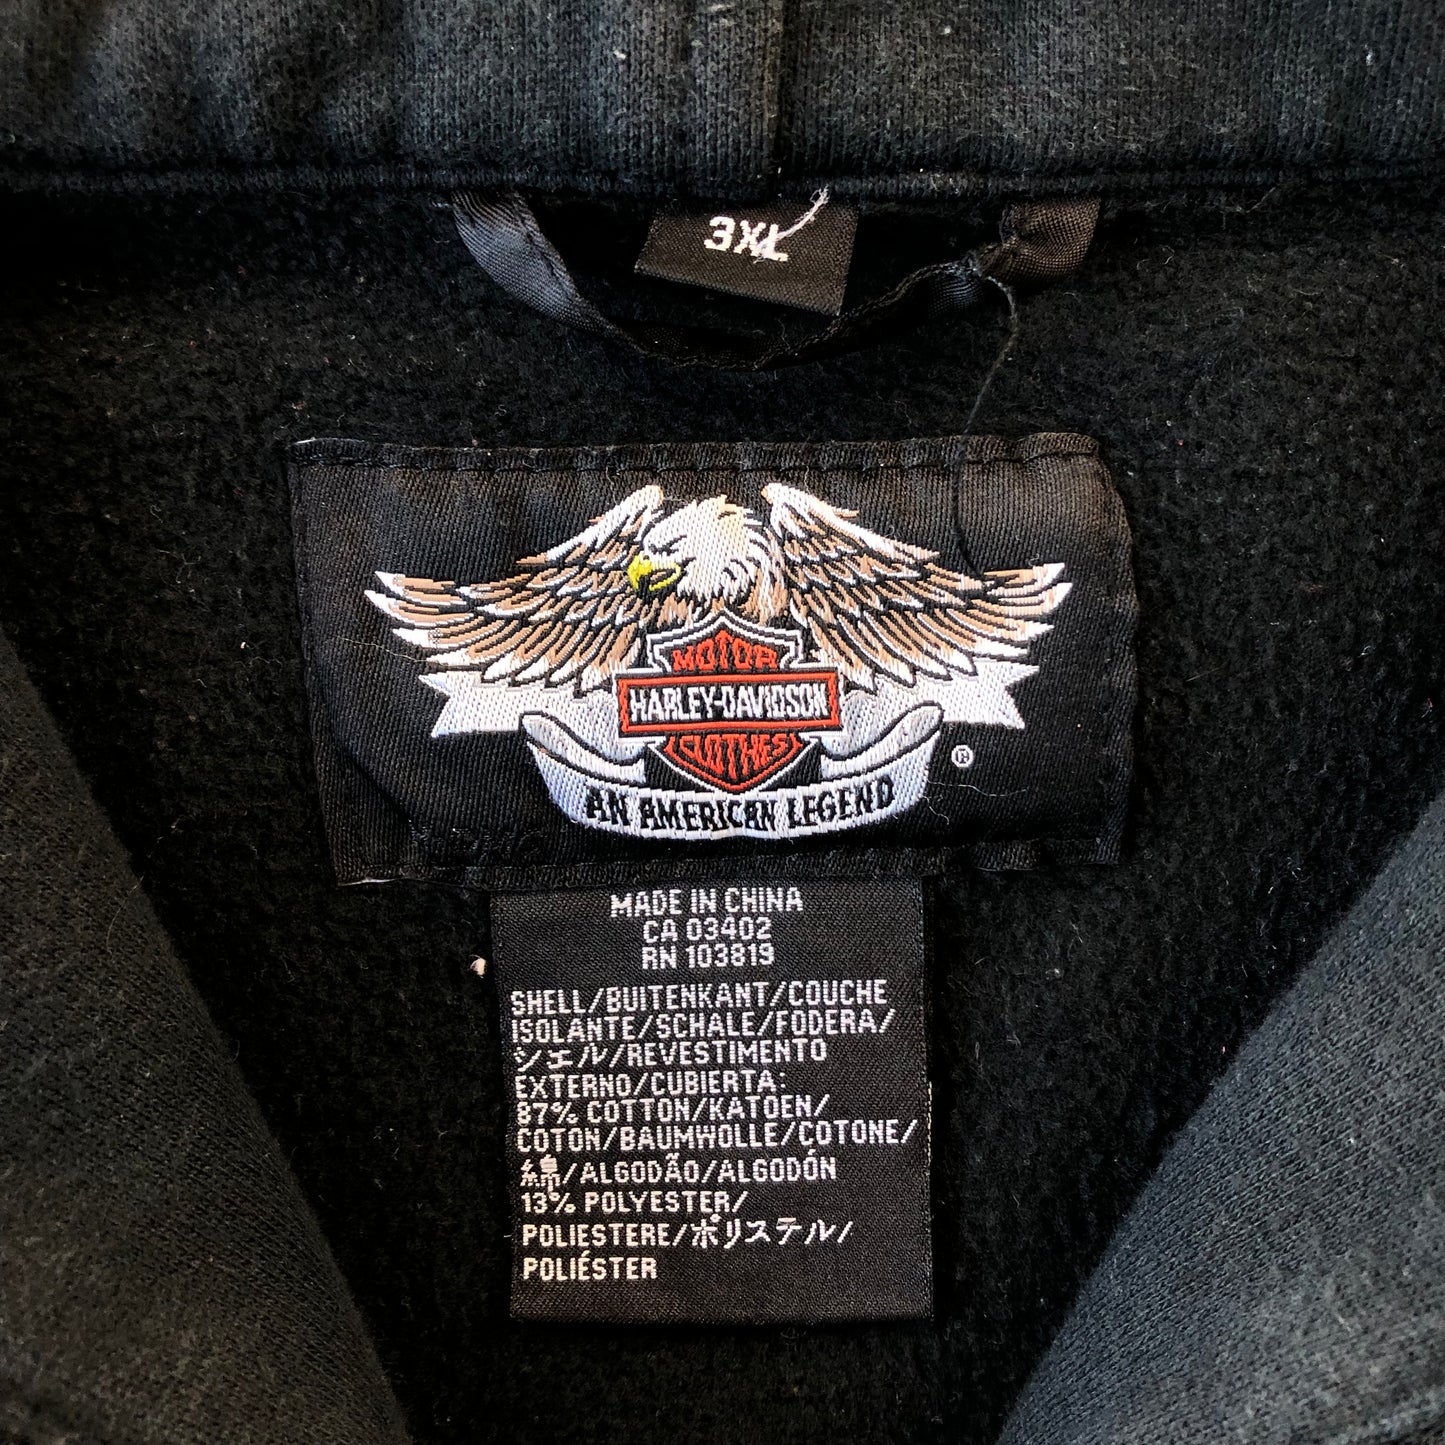 3XL
MOTOR
HARLEY-DAVIDSON
CLOTHES
®
AN AMERICAN LEGEND
MADE IN CHINA
CA 03402
RN 103819
SHELL/BUITENKANT/COUCHE
ISOLANTE/SCHALE/FODERA/
シェル/REVESTIMENTO
EXTERNO/CUBIERTA:
87% COTTON/KATOEN/
COTON/BAUMWOLLE/COTONE/
綿/ALGODÃO/ALGODÓN
13% POLYESTER/
POLIESTERE/ポリステル/
POLIÉSTER